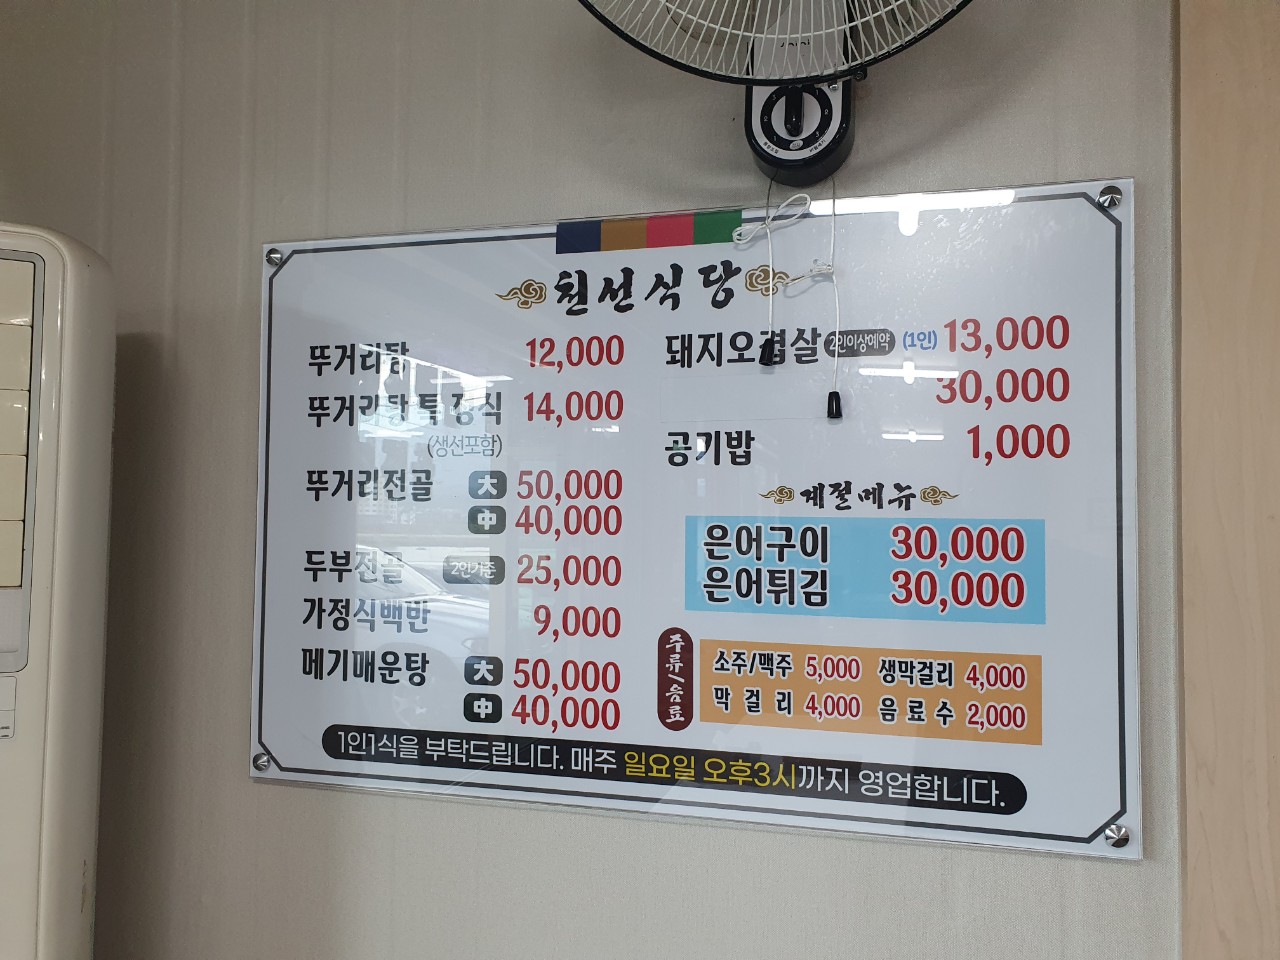 천선식당
뚜거리탕 12,000
뚜거리탕 특 정식 14,000
(생선포함)
뚜거리전골 大 50,000
中 40,000
두부전골 2인기준 25,000
가정식백반 9,000
메기매운탕 大 50,000
中 40,000
돼지오겹살 2인이상예약 (1인) 13,000
30,000
공기밥 1,000
계절메뉴
은어구이 30,000
은어튀김 30,000
주류/음료
소주/맥주 5,000 생막걸리 4,000
막걸리 4,000 음료수 2,000
1인1식을 부탁드립니다. 매주 일요일 오후3시까지 영업합니다.